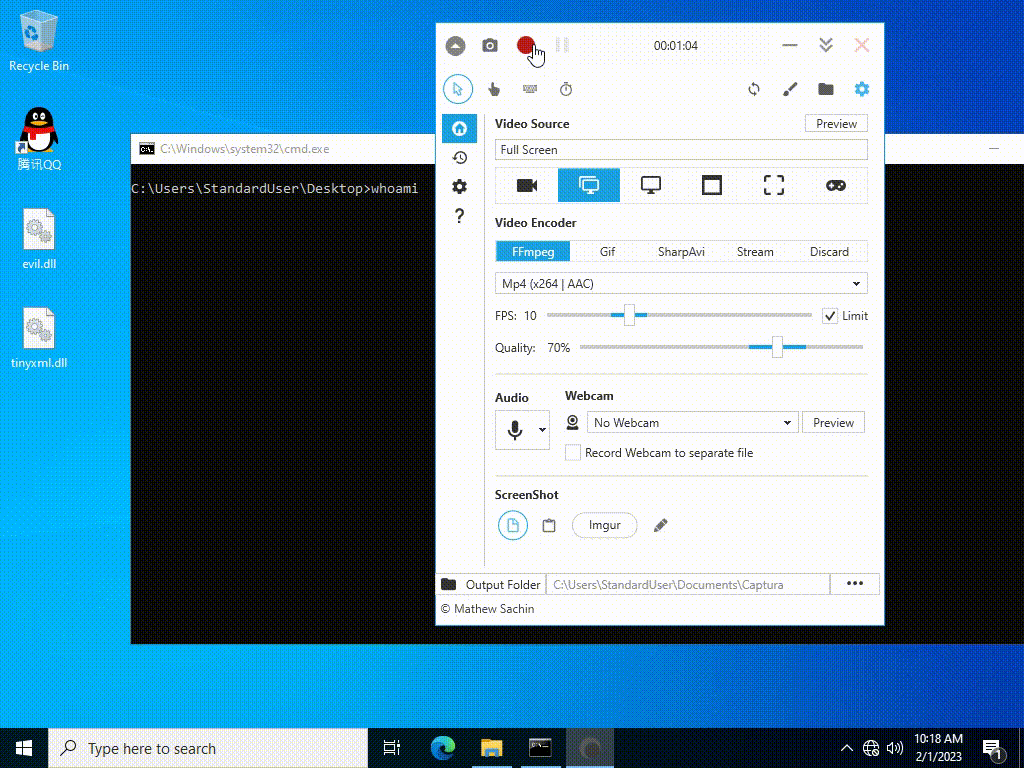 Recycle Bin
腾讯QQ
evil.dll
tinyxml.dll
C:\Windows\system32\cmd.exe
C:\Users\StandardUser\Desktop>whoami
00:01:04
Video Source
Preview
Full Screen
Video Encoder
FFmpeg Gif SharpAvi Stream Discard
Mp4 (x264 | AAC)
FPS: 10 Limit
Quality: 70%
Audio
Webcam
No Webcam Preview
Record Webcam to separate file
ScreenShot
Imgur
Output Folder C:\Users\StandardUser\Documents\Captura •••
© Mathew Sachin
Type here to search
10:18 AM
2/1/2023
1